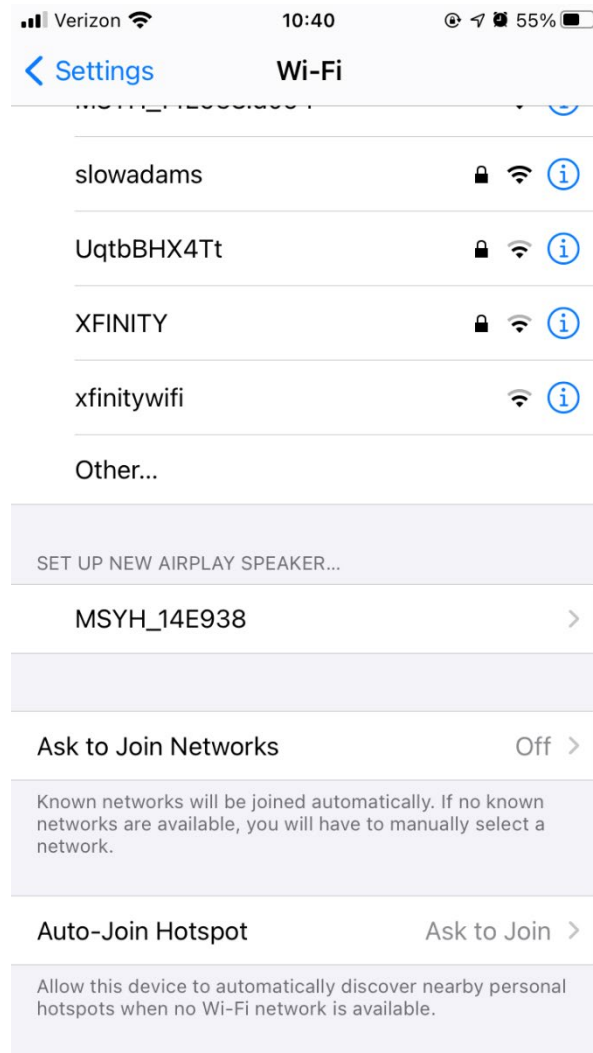 Verizon 10:40 55%
Settings Wi-Fi
slowadams
UqtbBHX4Tt
XFINITY
xfinitywifi
Other...
SET UP NEW AIRPLAY SPEAKER...
MSYH_14E938
Ask to Join Networks Off
Known networks will be joined automatically. If no known
networks are available, you will have to manually select a
network.
Auto-Join Hotspot Ask to Join
Allow this device to automatically discover nearby personal
hotspots when no Wi-Fi network is available.